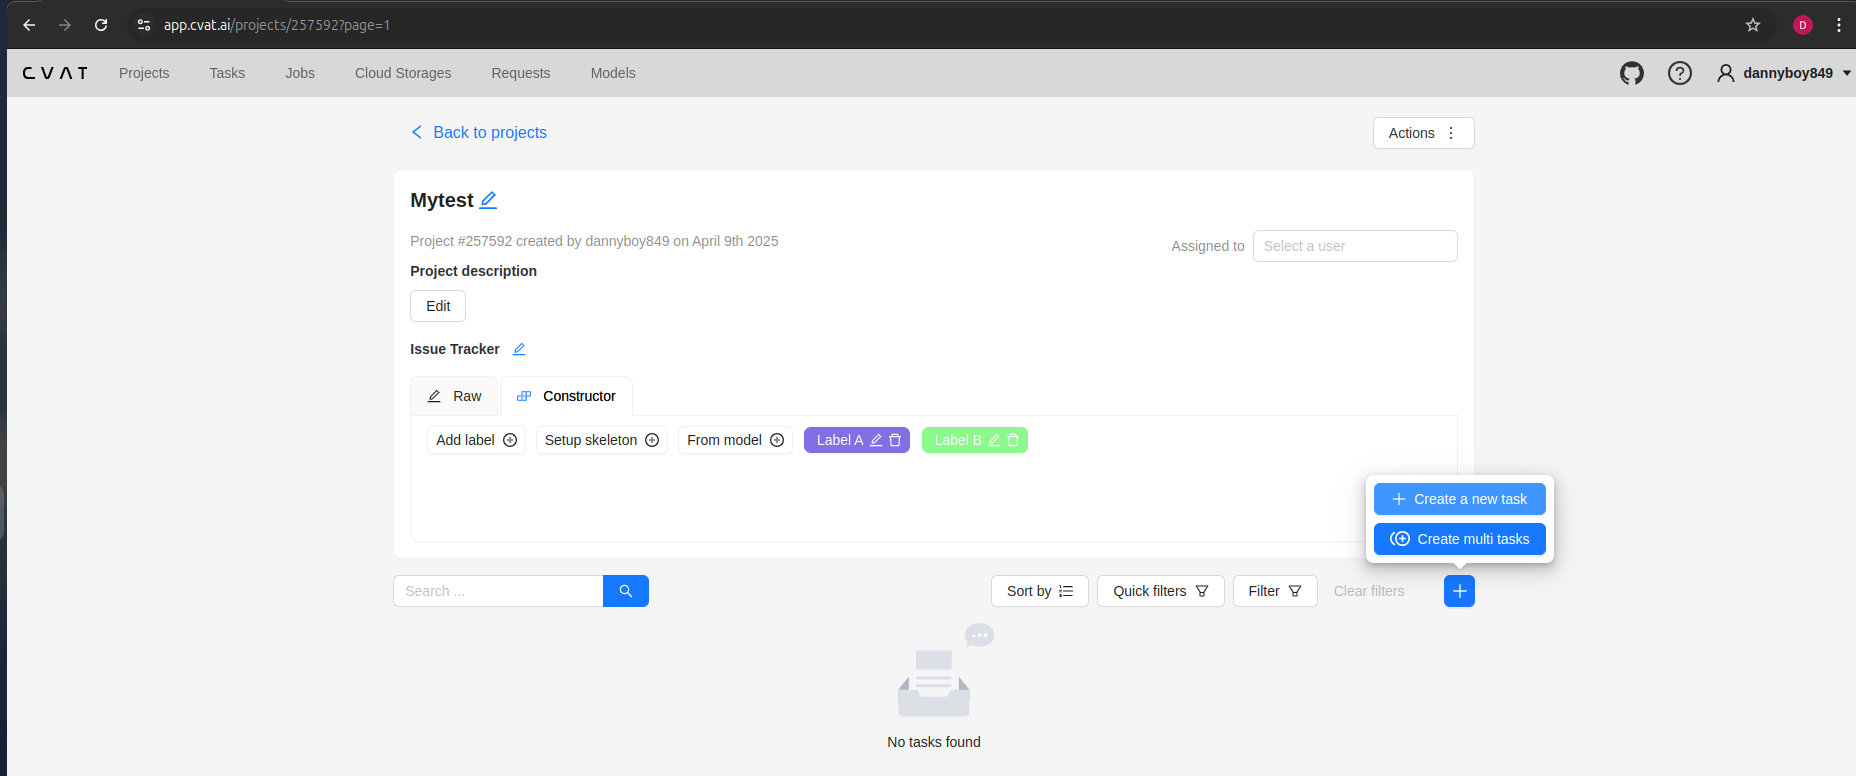 app.cvat.ai/projects/257592?page=1
D
CVAT Projects Tasks Jobs Cloud Storages Requests Models dannyboy849
Back to projects
Actions
Mytest
Project #257592 created by dannyboy849 on April 9th 2025
Assigned to Select a user
Project description
Edit
Issue Tracker
Raw Constructor
Add label Setup skeleton From model Label A Label B
Create a new task
Create multi tasks
Search ... Sort by Quick filters Filter Clear filters
No tasks found